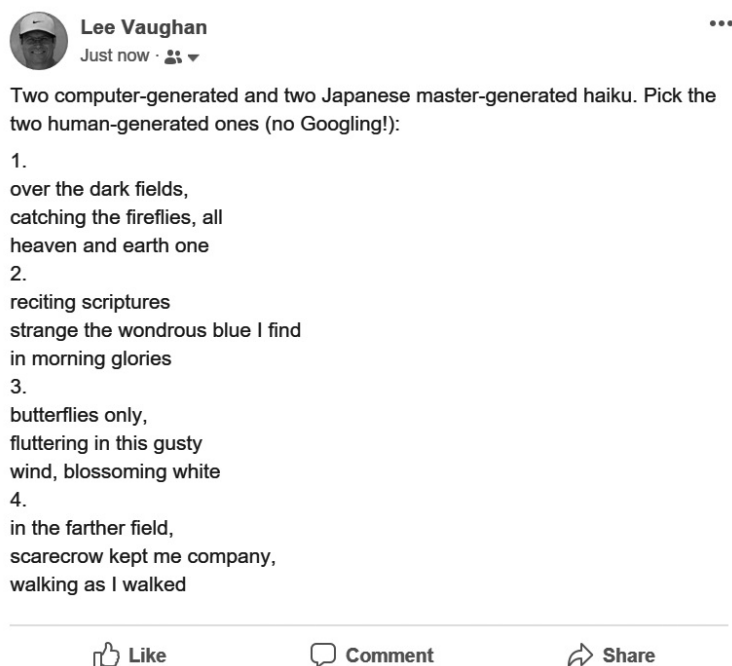 Lee Vaughan
Just now ·
Two computer-generated and two Japanese master-generated haiku. Pick the
two human-generated ones (no Googling!):
1.
over the dark fields,
catching the fireflies, all
heaven and earth one
2.
reciting scriptures
strange the wondrous blue I find
in morning glories
3.
butterflies only,
fluttering in this gusty
wind, blossoming white
4.
in the farther field,
scarecrow kept me company,
walking as I walked
Like Comment Share